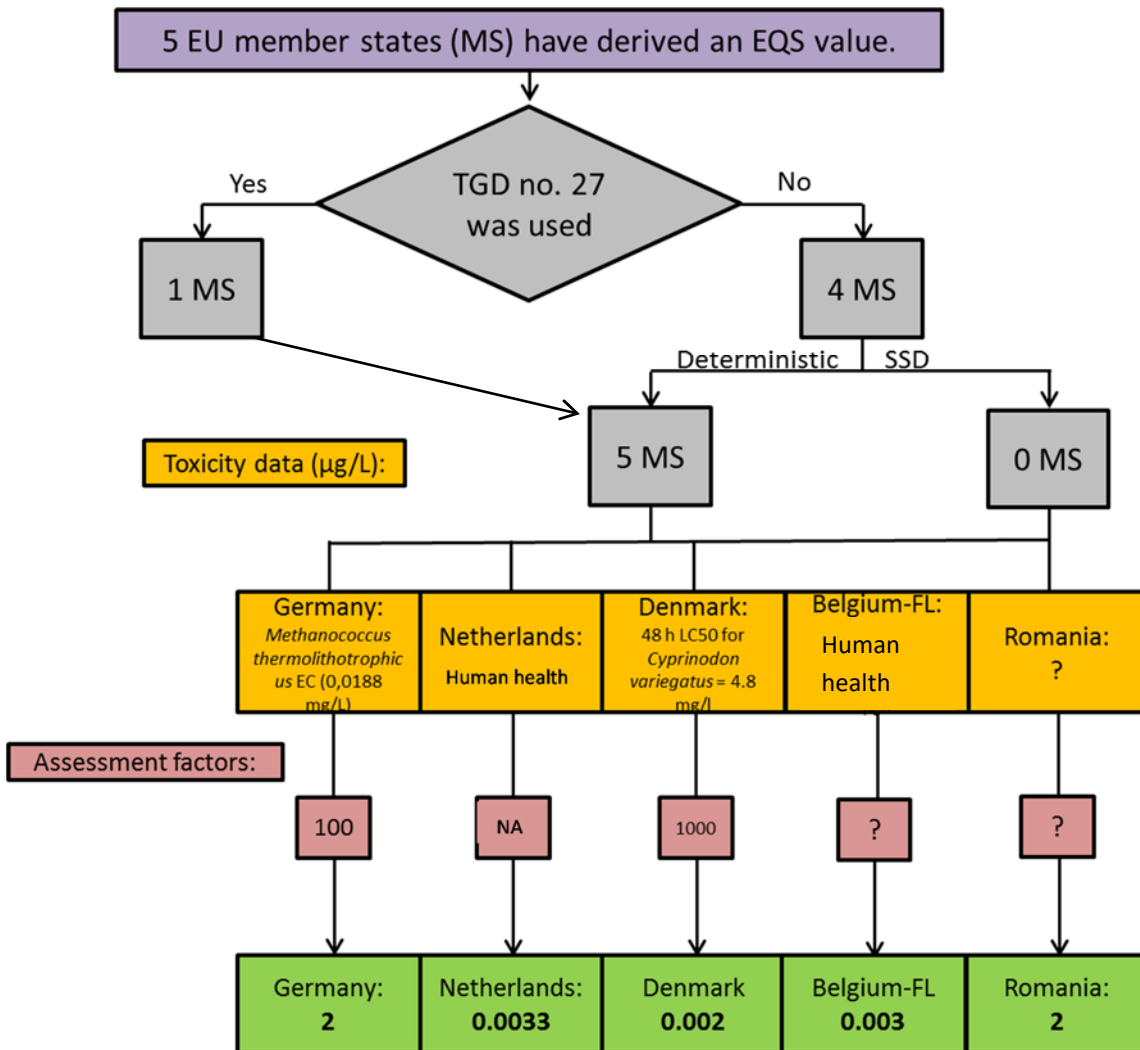 5 EU member states (MS) have derived an EQS value.
TGD no. 27
was used
Yes
No
1 MS
4 MS
Deterministic
SSD
5 MS
0 MS
Toxicity data (µg/L):
Germany:
Methanococcus
thermolithotrophic
us EC (0,0188
mg/L)
Netherlands:
Human health
Denmark:
48 h LC50 for
Cyprinodon
variegatus = 4.8
mg/l
Belgium-FL:
Human
health
Romania:
?
Assessment factors:
100
NA
1000
?
?
Germany:
2
Netherlands:
0.0033
Denmark
0.002
Belgium-FL
0.003
Romania:
2